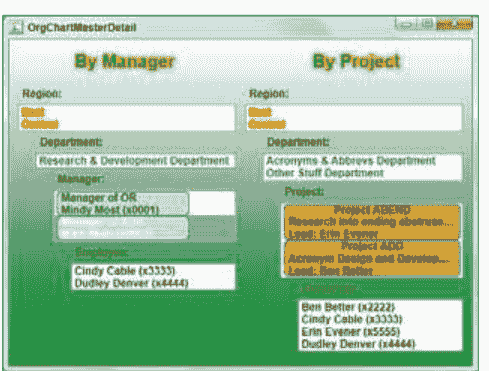 OrgChartMasterDetail
By Manager
Region:
Department:
Research & Development Department
Manager:
Manager of OR
Mindy Most (x0001)
Employee:
Cindy Cable (x3333)
Dudley Denver (x4444)
By Project
Region:
Department:
Acronyms & Abbrevs Department
Other Stuff Department
Project:
Project ABEND
Research into ending abstrus...
Lead: Erin Evener
Project ADD
Acronym Design and Develop...
Lead: Ben Better
Ben Better (x2222)
Cindy Cable (x3333)
Erin Evener (x5555)
Dudley Denver (x4444)